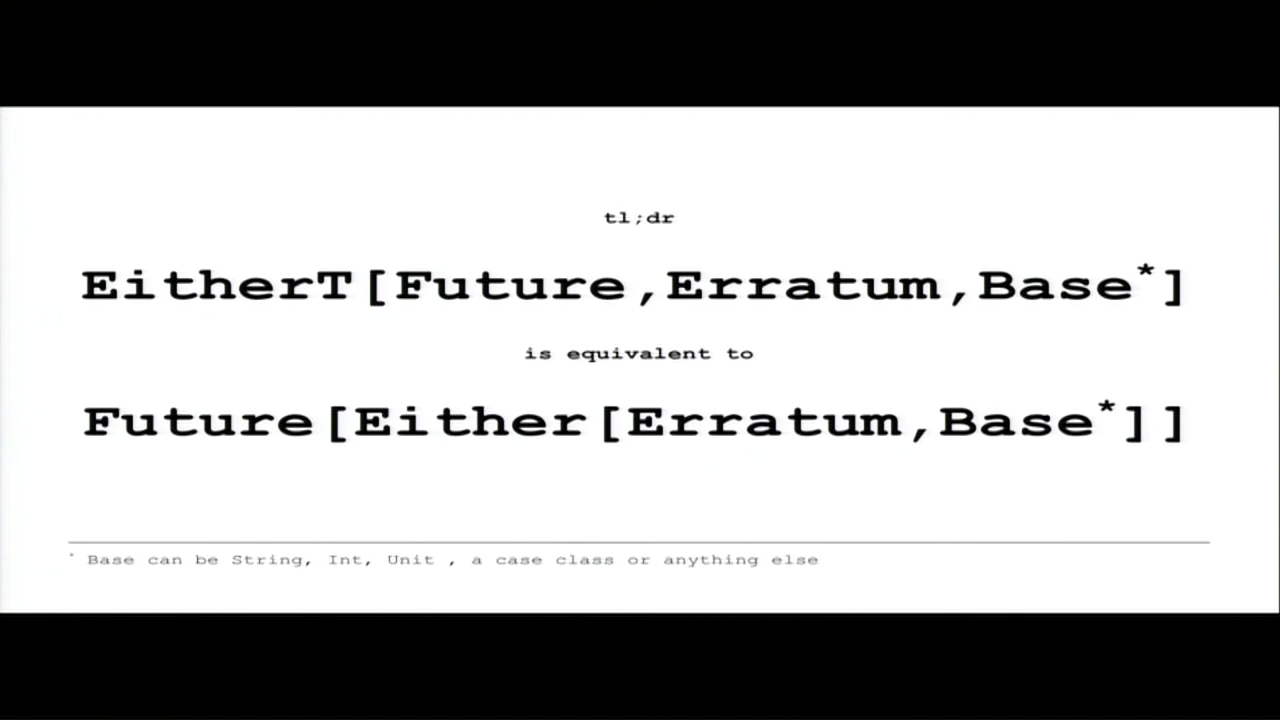 tl;dr
EitherT[Future,Erratum,Base*]
is equivalent to
Future[Either[Erratum,Base*]]
* Base can be String, Int, Unit , a case class or anything else